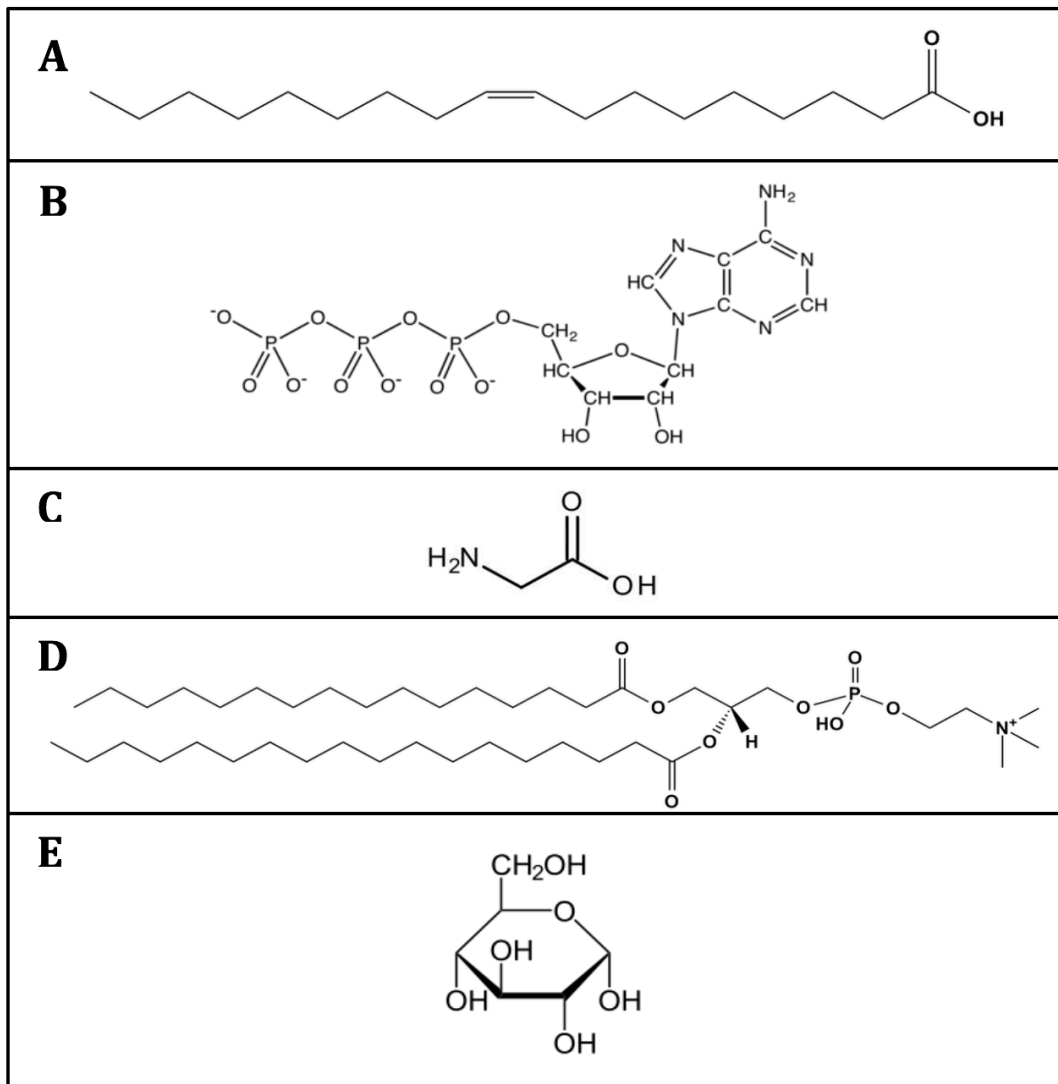 A
O
OH
B
NH2
N C N
HC C
N C N CH
-O O O O CH2
P P P O
O O- O O- O O- HC CH
CH CH
HO OH
C
O
H2N OH
D
O O
O O P O
HO N+
O H
O
E
CH2OH
O
OH
OH OH
OH